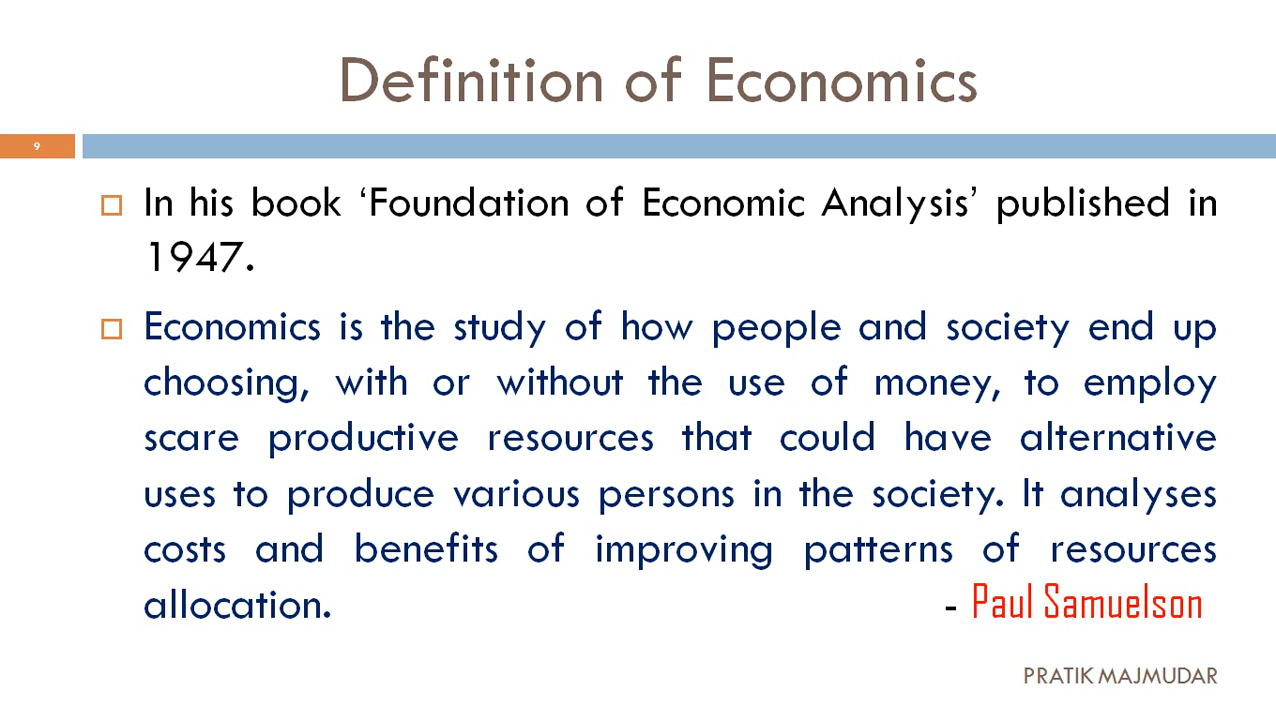 Definition of Economics
9
In his book ‘Foundation of Economic Analysis’ published in
1947.
Economics is the study of how people and society end up
choosing, with or without the use of money, to employ
scare productive resources that could have alternative
uses to produce various persons in the society. It analyses
costs and benefits of improving patterns of resources
allocation. - Paul Samuelson
PRATIK MAJMUDAR